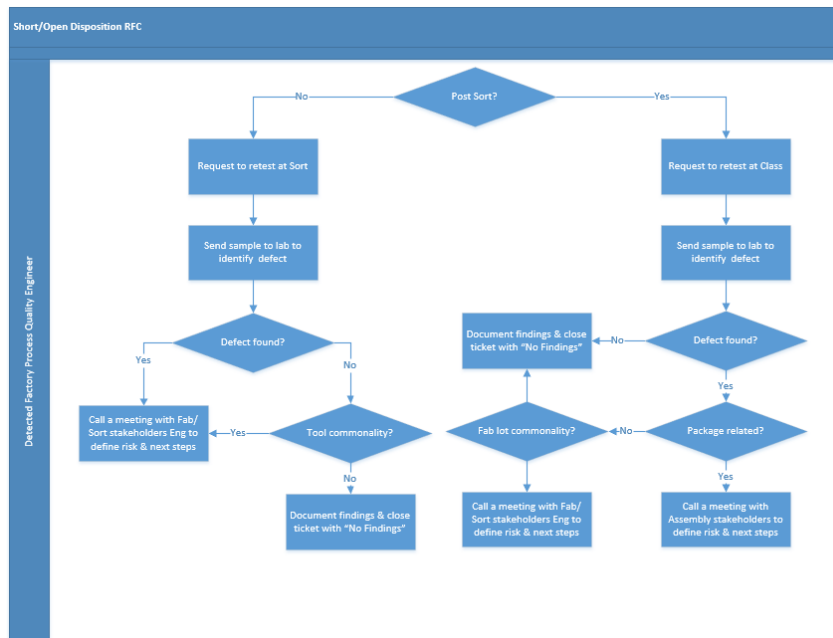 Short/Open Disposition RFC
Detected Factory Process Quality Engineer
Post Sort?
No
Yes
Request to retest at Sort
Request to retest at Class
Send sample to lab to
identify defect
Send sample to lab to
identify defect
Defect found?
Yes
No
Document findings & close
ticket with “No Findings”
No
Defect found?
Yes
Call a meeting with Fab/
Sort stakeholders Eng to
define risk & next steps
Yes
Tool commonality?
No
Fab lot commonality?
No
Package related?
Yes
Document findings & close
ticket with “No Findings”
Call a meeting with Fab/
Sort stakeholders Eng to
define risk & next steps
Call a meeting with
Assembly stakeholders to
define risk & next steps